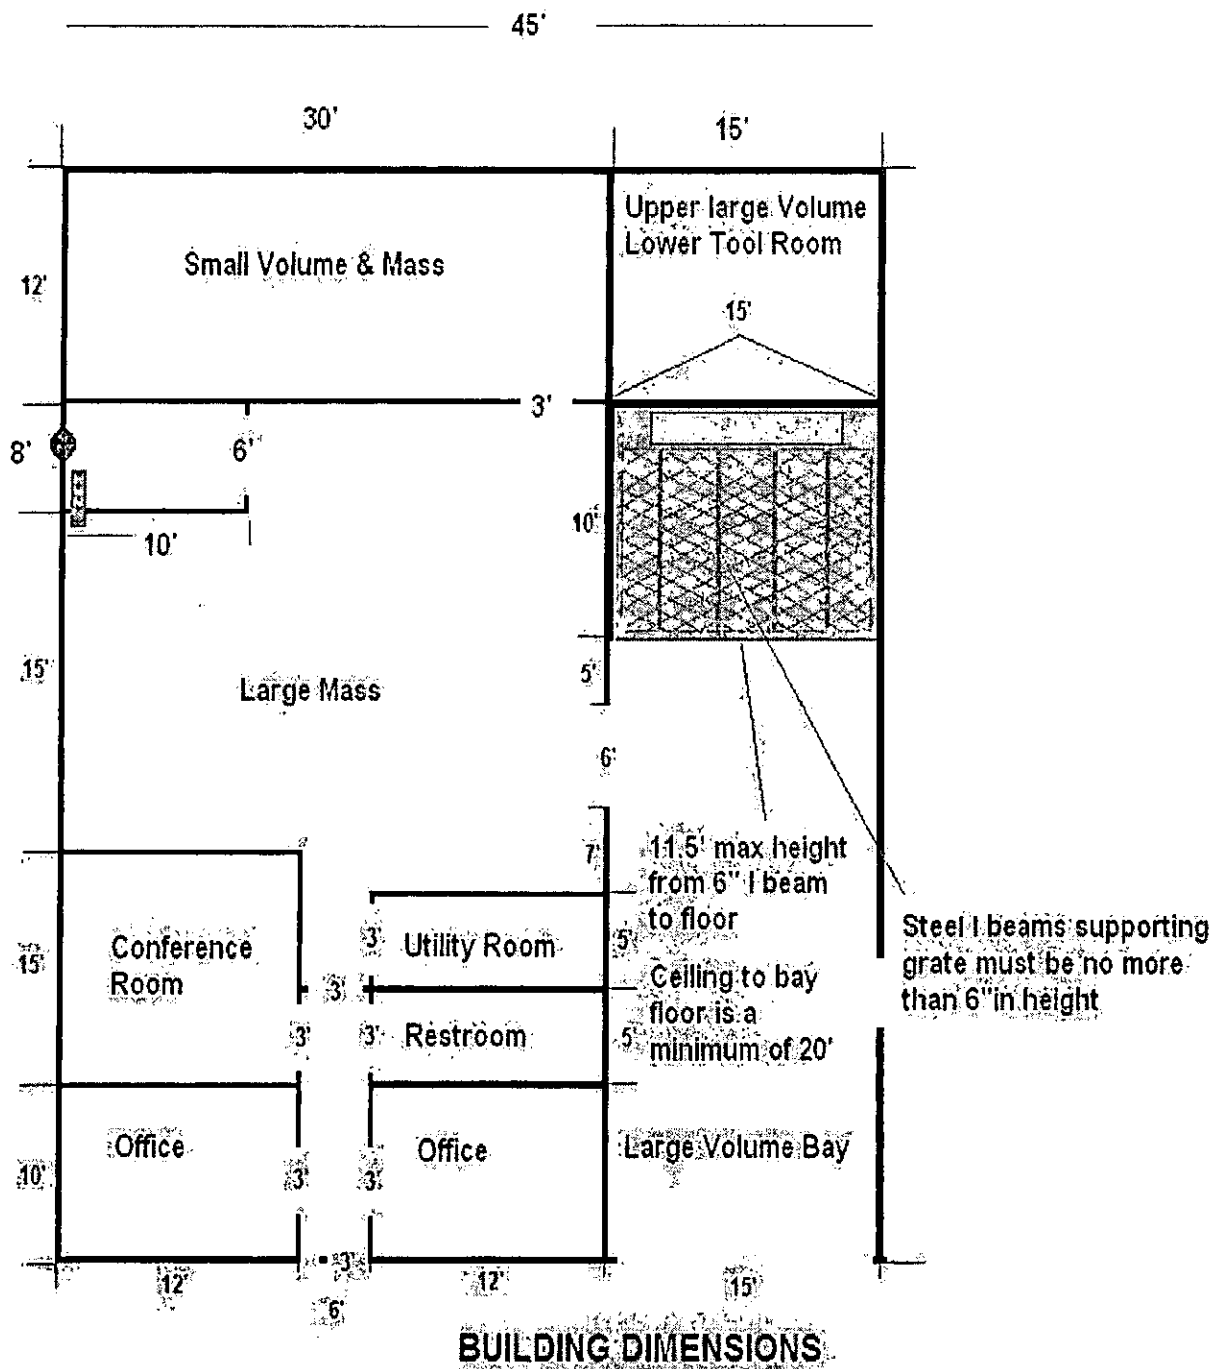 45'
30'
15'
Upper large Volume
Lower Tool Room
Small Volume & Mass
12'
15'
3'
8'
6'
10'
10'
15'
Large Mass
5'
6'
7'
11.5' max height
from 6" I beam
to floor
Steel I beams supporting
grate must be no more
than 6" in height
Conference
Room
15'
3'
Utility Room
5'
Ceiling to bay
floor is a
minimum of 20'
3'
3'
3'
Restroom
5'
Office
Office
Large Volume Bay
10'
3'
3'
3'
12'
12'
15'
6'
BUILDING DIMENSIONS